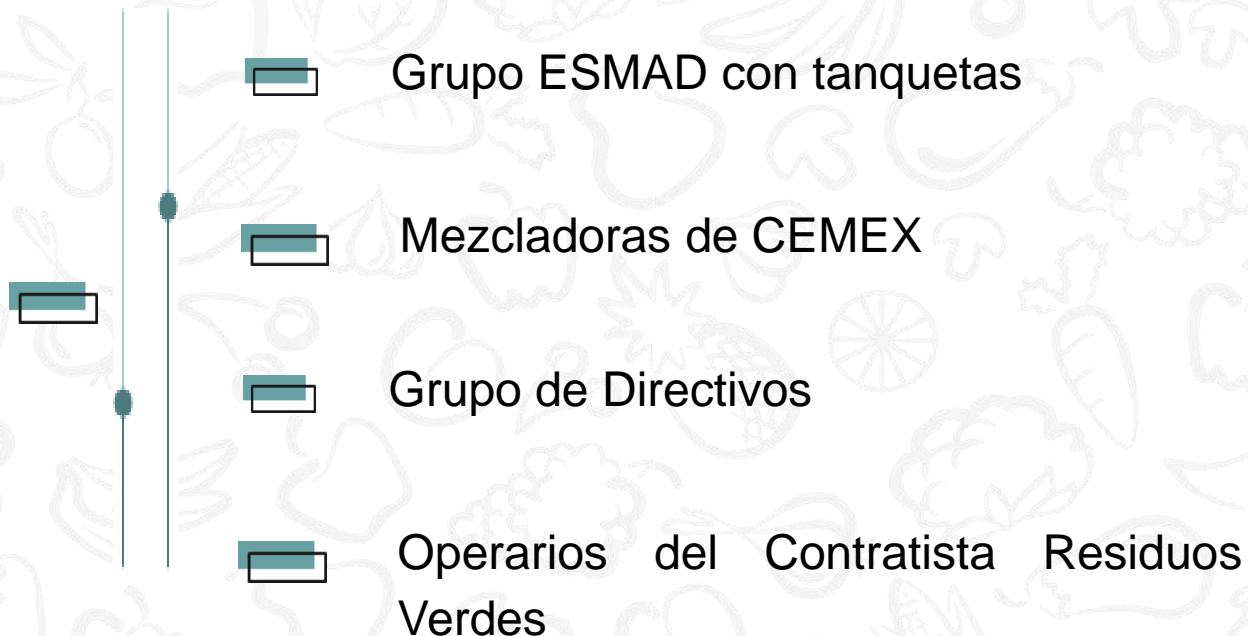 Grupo ESMAD con tanquetas
Mezcladoras de CEMEX
Grupo de Directivos
Operarios del Contratista Residuos
Verdes